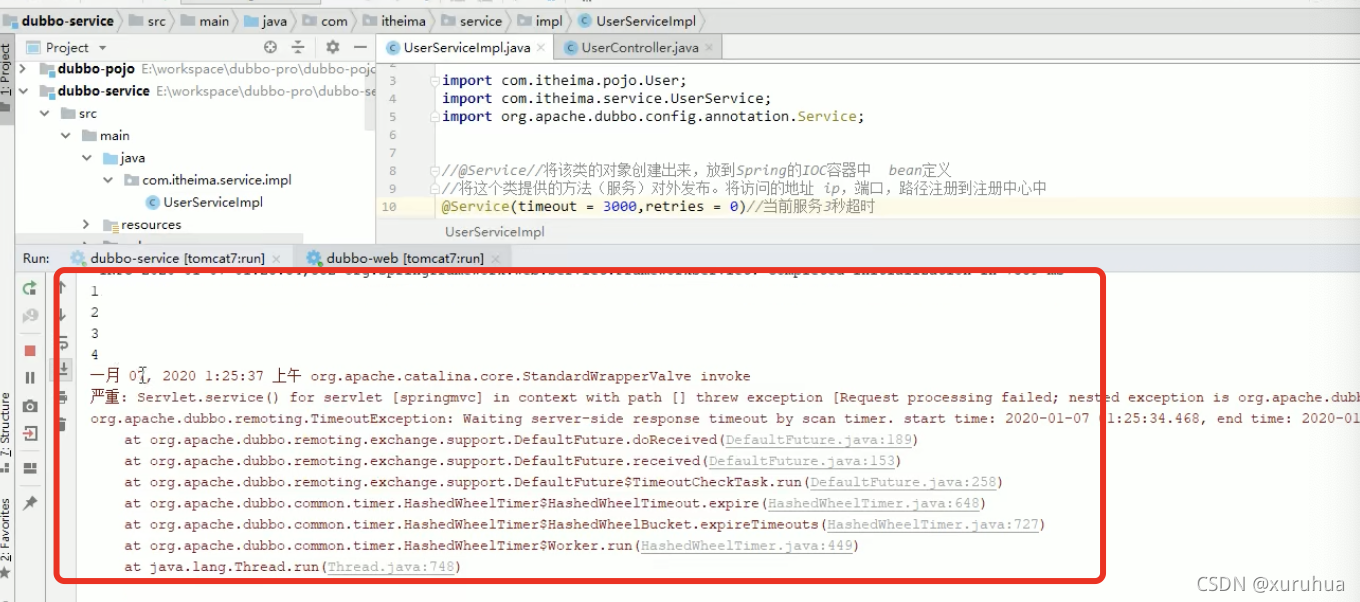 dubbo-service src main java com itheima service impl UserServiceImpl
Project
UserServiceImpl.java UserController.java
1: Project
dubbo-pojo E:\workspace\dubbo-pro\dubbo-pojo
dubbo-service E:\workspace\dubbo-pro\dubbo-se
src
main
java
com.itheima.service.impl
UserServiceImpl
resources
3 import com.itheima.pojo.User;
4 import com.itheima.service.UserService;
5 import org.apache.dubbo.config.annotation.Service;
6
7
8 //@Service//将该类的对象创建出来，放到Spring的IOC容器中 bean定义
9 //将这个类提供的方法（服务）对外发布。将访问的地址 ip，端口，路径注册到注册中心中
10 @Service(timeout = 3000,retries = 0)//当前服务3秒超时
UserServiceImpl
Run: dubbo-service [tomcat7:run] dubbo-web [tomcat7:run]
1
2
3
4
一月 07, 2020 1:25:37 上午 org.apache.catalina.core.StandardWrapperValve invoke
严重: Servlet.service() for servlet [springmvc] in context with path [] threw exception [Request processing failed; nested exception is org.apache.dubb
org.apache.dubbo.remoting.TimeoutException: Waiting server-side response timeout by scan timer. start time: 2020-01-07 01:25:34.468, end time: 2020-01
at org.apache.dubbo.remoting.exchange.support.DefaultFuture.doReceived(DefaultFuture.java:189)
at org.apache.dubbo.remoting.exchange.support.DefaultFuture.received(DefaultFuture.java:153)
at org.apache.dubbo.remoting.exchange.support.DefaultFuture$TimeoutCheckTask.run(DefaultFuture.java:258)
at org.apache.dubbo.common.timer.HashedWheelTimer$HashedWheelTimeout.expire(HashedWheelTimer.java:648)
at org.apache.dubbo.common.timer.HashedWheelTimer$HashedWheelBucket.expireTimeouts(HashedWheelTimer.java:727)
at org.apache.dubbo.common.timer.HashedWheelTimer$Worker.run(HashedWheelTimer.java:449)
at java.lang.Thread.run(Thread.java:748)
7: Structure
2: Favorites
CSDN @xuruhua